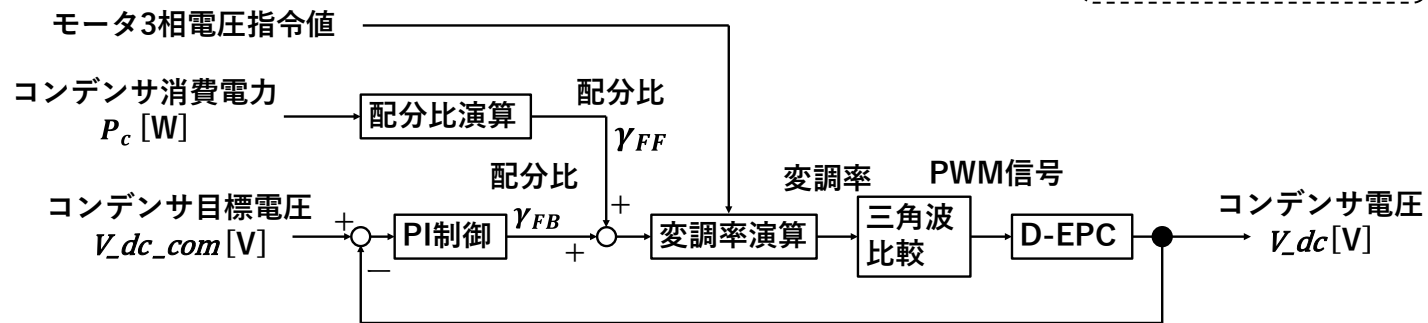 モータ3相電圧指令値
コンデンサ消費電力
P_c [W]
配分比演算
配分比
γ_FF
コンデンサ目標電圧
V_dc_com [V]
+
−
PI制御
配分比
γ_FB
+
+
変調率演算
変調率
三角波
比較
PWM信号
D-EPC
コンデンサ電圧
V_dc [V]